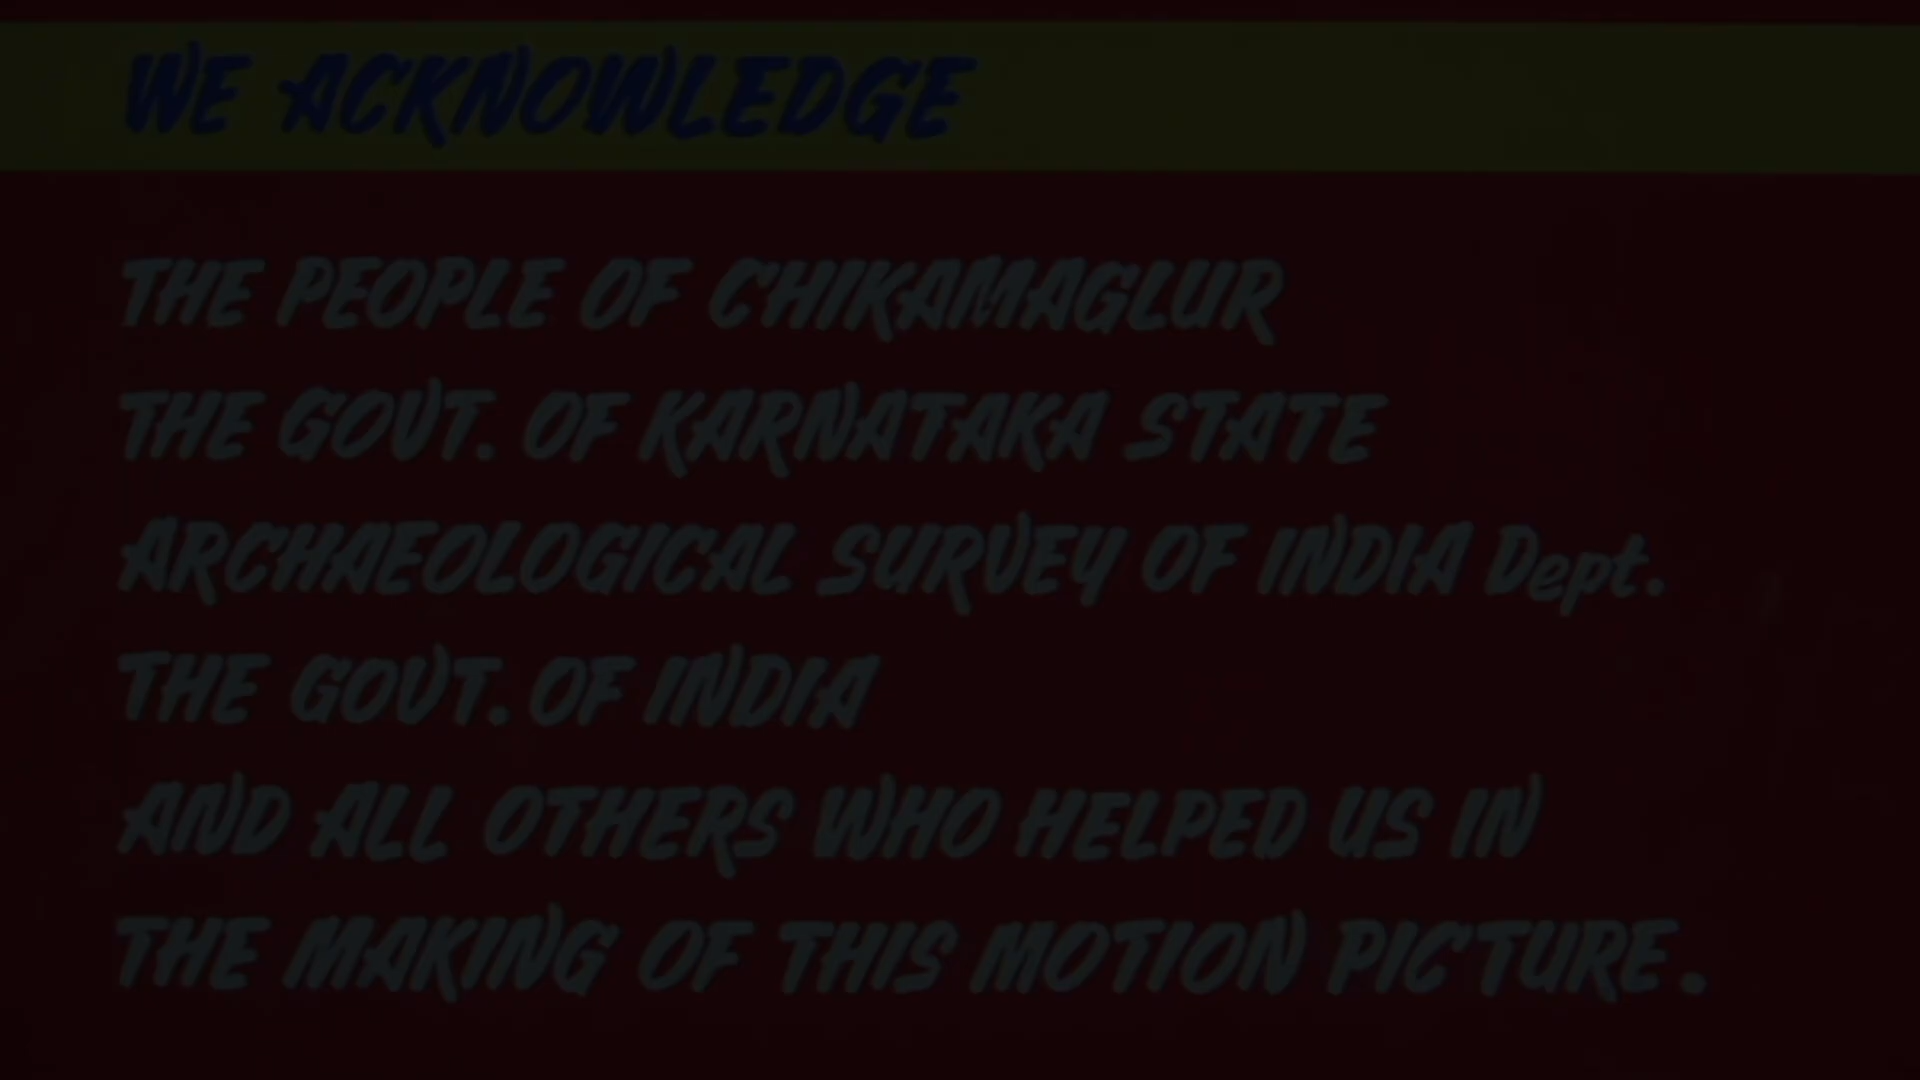 WE ACKNOWLEDGE
THE PEOPLE OF CHIKAMAGLUR
THE GOVT. OF KARNATAKA STATE
ARCHAEOLOGICAL SURVEY OF INDIA Dept.
THE GOVT. OF INDIA
AND ALL OTHERS WHO HELPED US IN
THE MAKING OF THIS MOTION PICTURE.